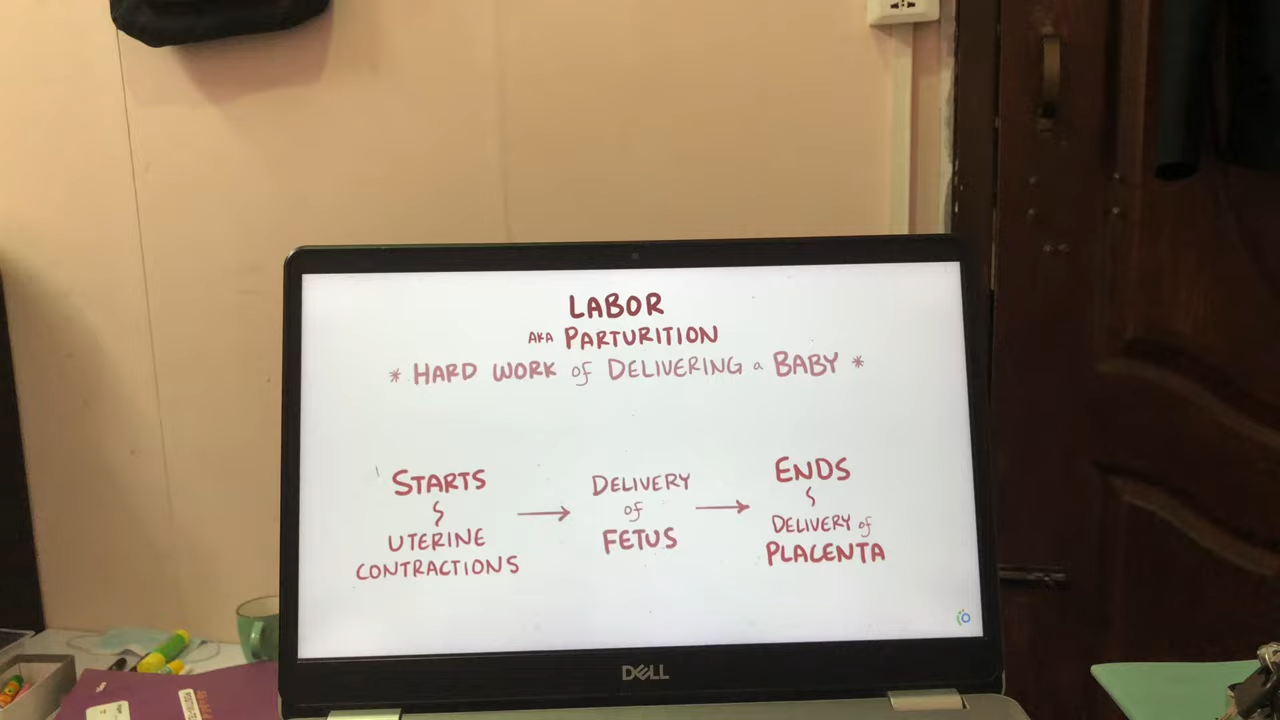 LABOR
AKA PARTURITION
* HARD WORK of DELIVERING a BABY *
STARTS
UTERINE
CONTRACTIONS
DELIVERY
of
FETUS
ENDS
DELIVERY of
PLACENTA
DELL